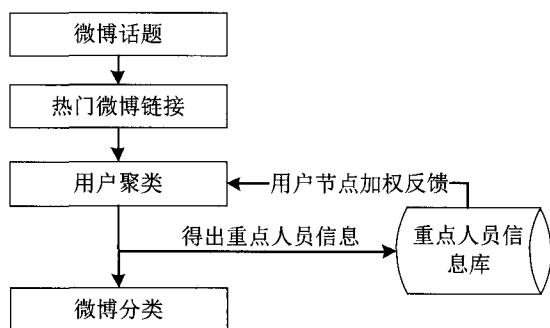 微博话题
热门微博链接
用户聚类
用户节点加权反馈
得出重点人员信息
重点人员信
息库
微博分类